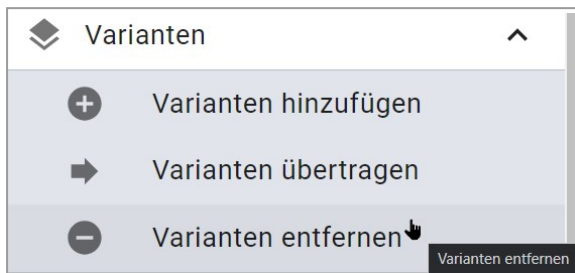 Varianten
Varianten hinzufügen
Varianten übertragen
Varianten entfernen
Varianten entfernen